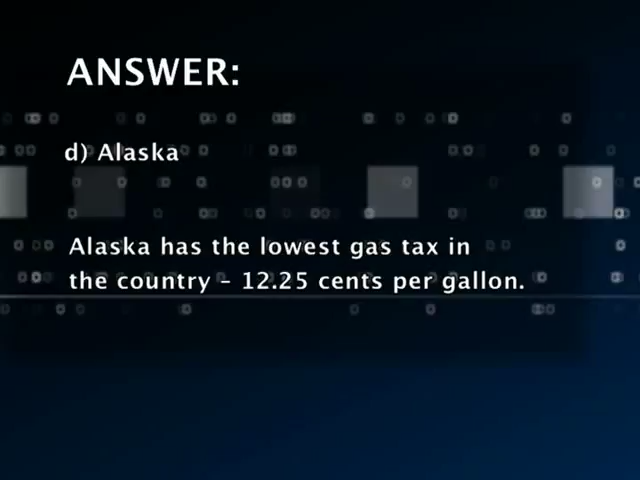 ANSWER:
d) Alaska
Alaska has the lowest gas tax in
the country – 12.25 cents per gallon.